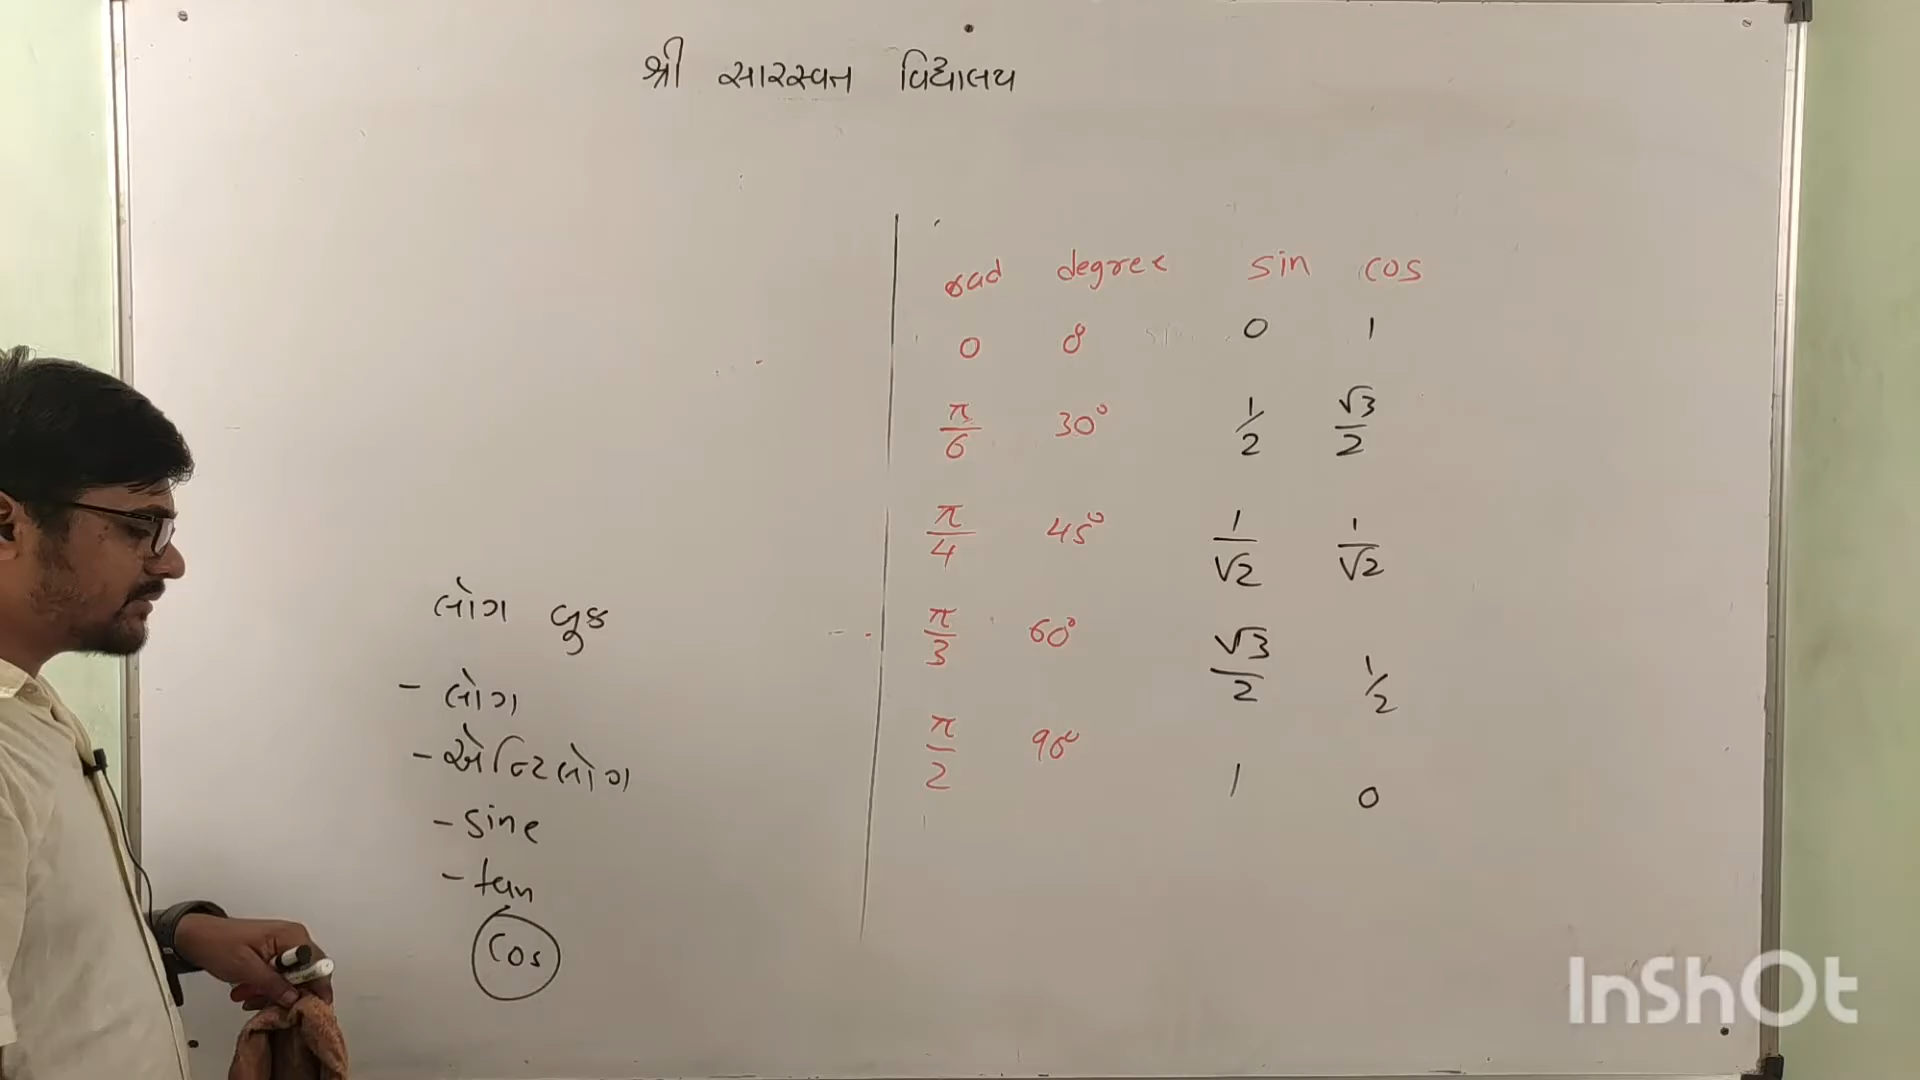 શ્રી સારસ્વત વિદ્યાલય
rad degree sin cos
0 0° 0 1
π/6 30° 1/2 √3/2
π/4 45° 1/√2 1/√2
π/3 60° √3/2 1/2
π/2 90° 1 0
લોગ બુક
- લોગ
- એન્ટિલોગ
- sine
- tan
cos
InShOt